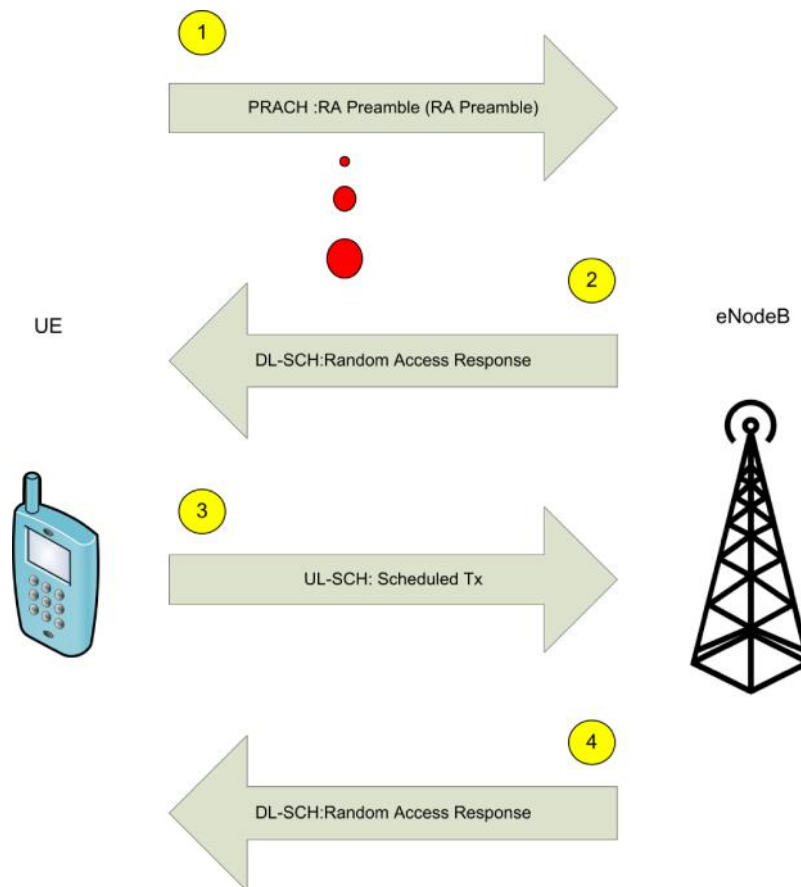 1
PRACH :RA Preamble (RA Preamble)
2
UE
eNodeB
DL-SCH:Random Access Response
3
UL-SCH: Scheduled Tx
4
DL-SCH:Random Access Response